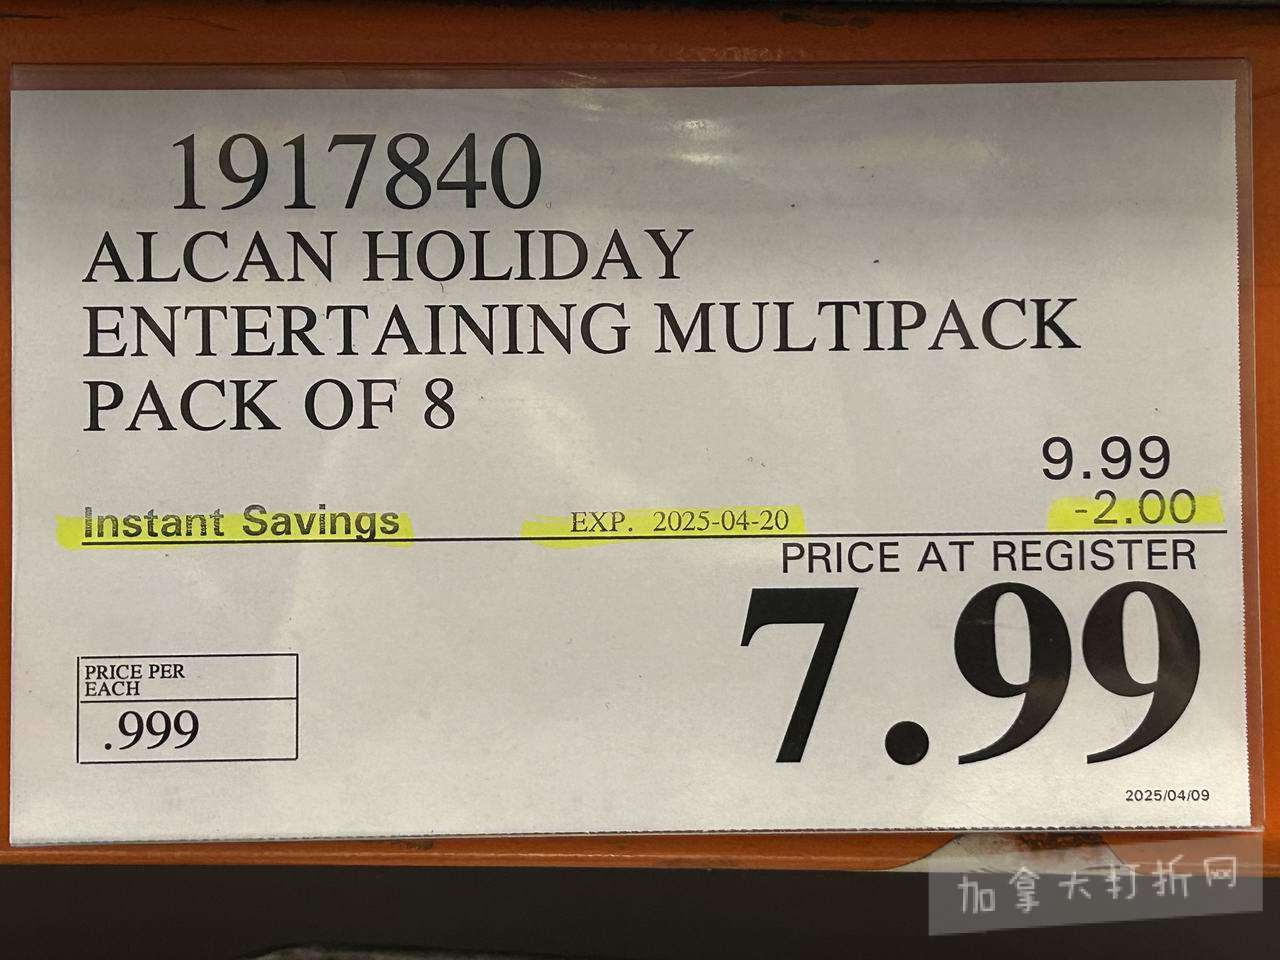 1917840
ALCAN HOLIDAY
ENTERTAINING MULTIPACK
PACK OF 8
9.99
Instant Savings EXP. 2025-04-20 -2.00
PRICE AT REGISTER
7.99
PRICE PER
EACH
.999
2025/04/09
加拿大打折网